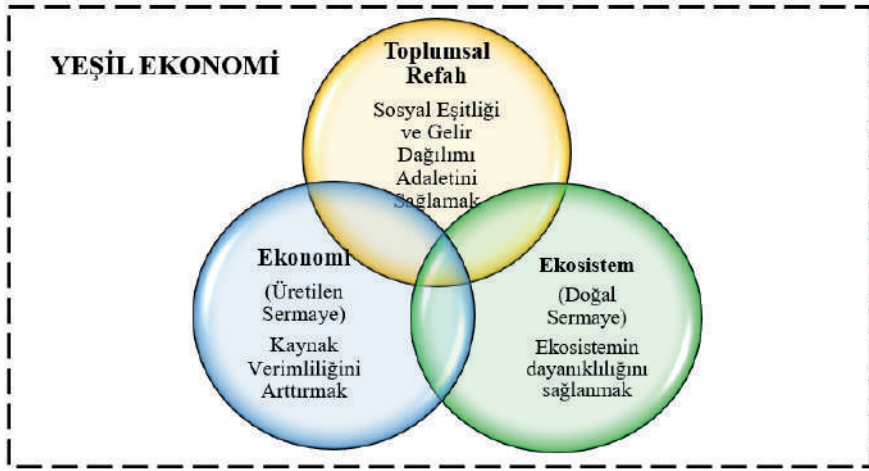 YEŞİL EKONOMİ
Toplumsal
Refah
Sosyal Eşitliği
ve Gelir
Dağılımı
Adaletini
Sağlamak
Ekonomi
(Üretilen
Sermaye)
Kaynak
Verimliliğini
Arttırmak
Ekosistem
(Doğal
Sermaye)
Ekosistemin
dayanıklılığını
sağlanmak